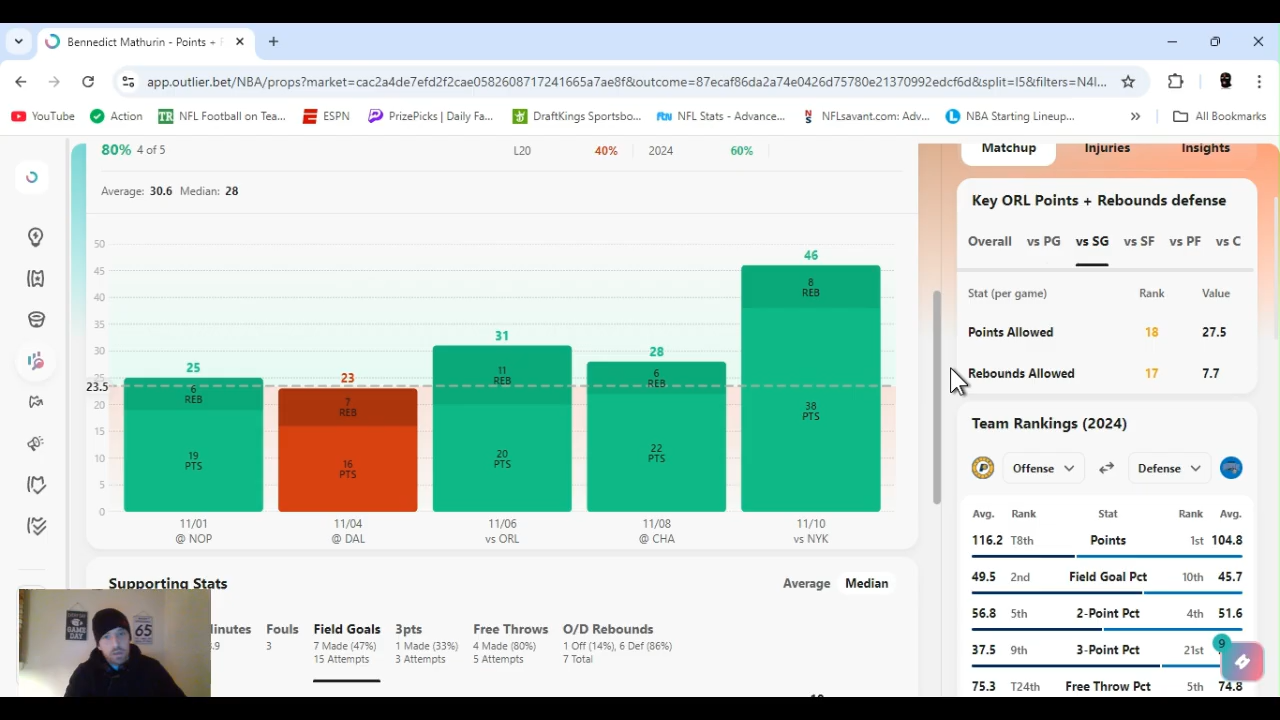 Bennedict Mathurin - Points + R
app.outlier.bet/NBA/props?market=cac2a4de7efd2f2cae0582608717241665a7ae8f&outcome=87ecaf86da2a74e0426d75780e21370992edcf6d&split=l5&filters=N4I...
YouTube Action NFL Football on Tea... ESPN PrizePicks | Daily Fa... DraftKings Sportsbo... NFL Stats - Advance... NFLsavant.com: Adv... NBA Starting Lineup... » All Bookmarks
80% 4 of 5 L20 40% 2024 60%
Average: 30.6 Median: 28
50
45
40
35
30
25
23.5
20
15
10
5
0
25
6
REB
19
PTS
11/01
@ NOP
23
7
REB
16
PTS
11/04
@ DAL
31
11
REB
20
PTS
11/06
vs ORL
28
6
REB
22
PTS
11/08
@ CHA
46
8
REB
38
PTS
11/10
vs NYK
Supporting Stats Average Median
inutes Fouls Field Goals 3pts Free Throws O/D Rebounds
.9 3 7 Made (47%) 1 Made (33%) 4 Made (80%) 1 Off (14%), 6 Def (86%)
15 Attempts 3 Attempts 5 Attempts 7 Total
GAME DAY
65
Matchup Injuries Insights
Key ORL Points + Rebounds defense
Overall vs PG vs SG vs SF vs PF vs C
Stat (per game) Rank Value
Points Allowed 18 27.5
Rebounds Allowed 17 7.7
Team Rankings (2024)
Offense Defense
Avg. Rank Stat Rank Avg.
116.2 T8th Points 1st 104.8
49.5 2nd Field Goal Pct 10th 45.7
56.8 5th 2-Point Pct 4th 51.6
37.5 9th 3-Point Pct 21st
9
75.3 T24th Free Throw Pct 5th 74.8